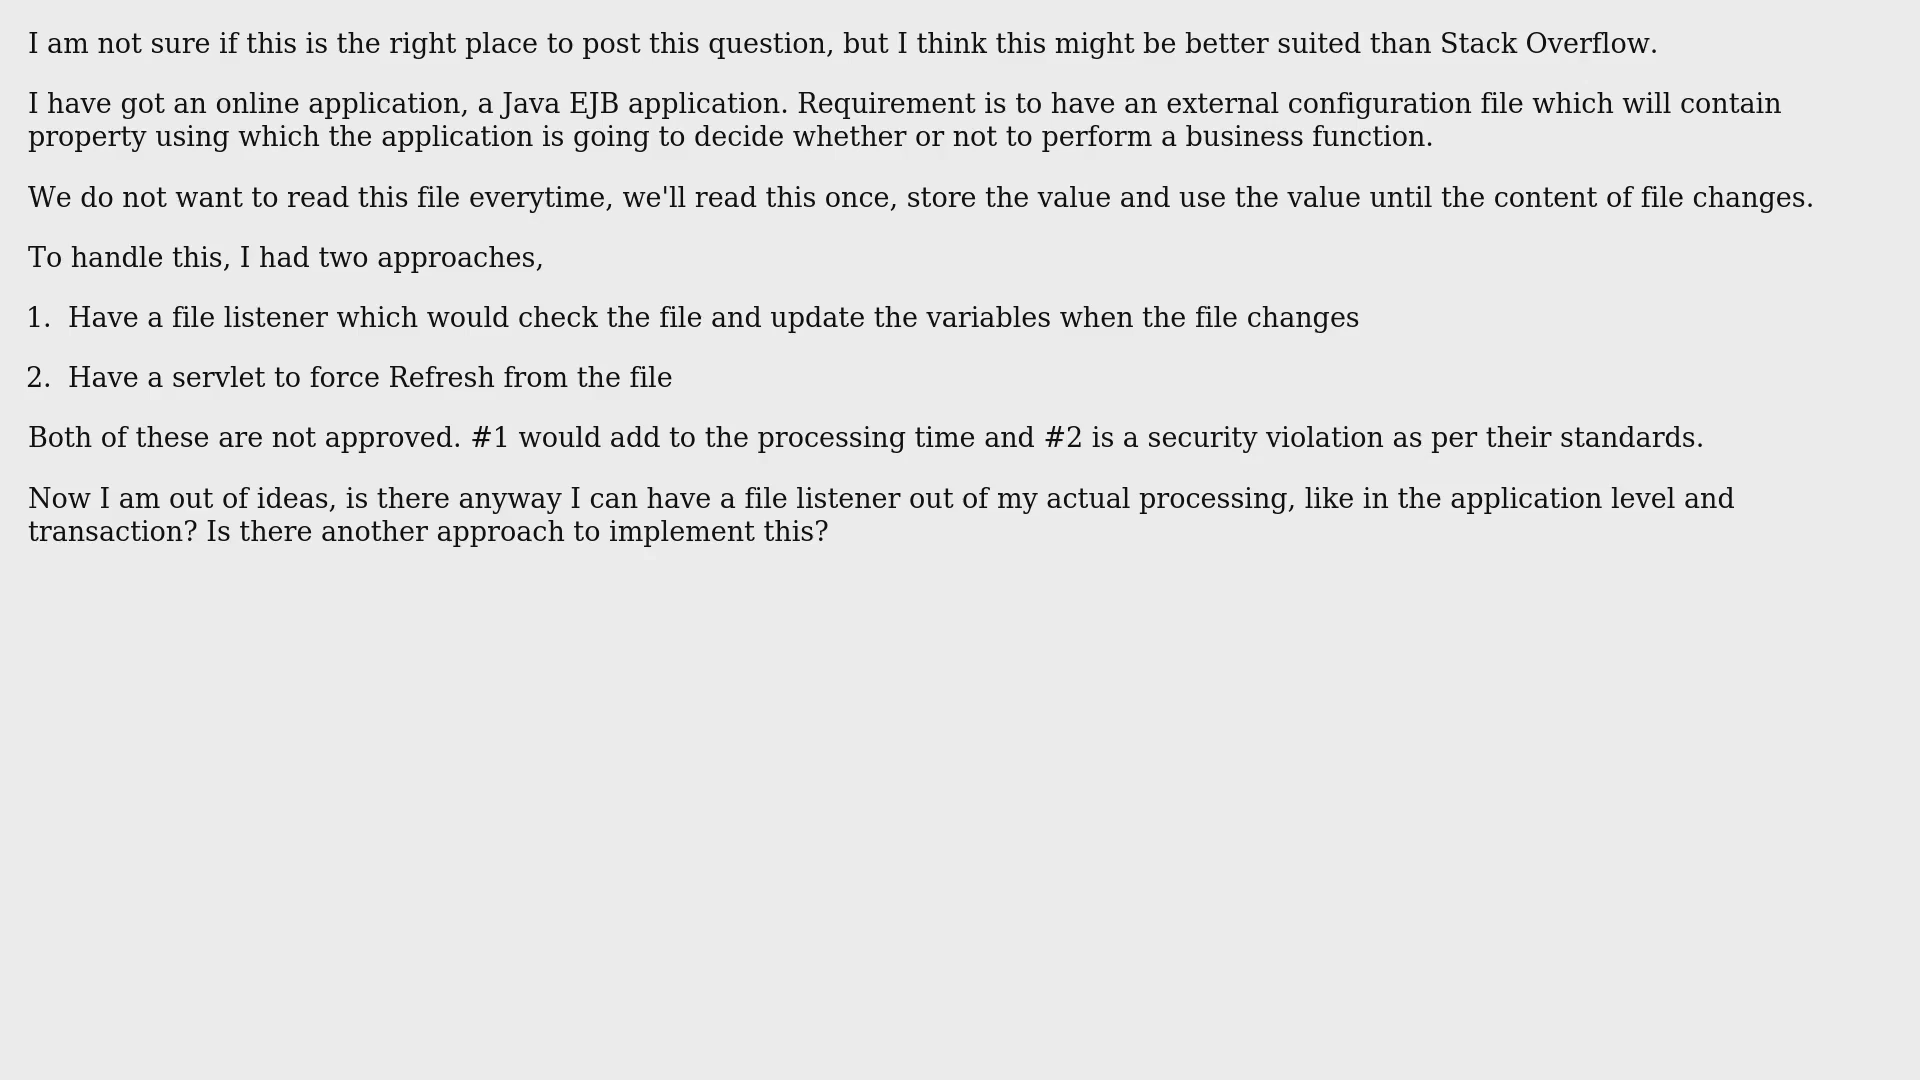 I am not sure if this is the right place to post this question, but I think this might be better suited than Stack Overflow.
I have got an online application, a Java EJB application. Requirement is to have an external configuration file which will contain
property using which the application is going to decide whether or not to perform a business function.
We do not want to read this file everytime, we'll read this once, store the value and use the value until the content of file changes.
To handle this, I had two approaches,
1. Have a file listener which would check the file and update the variables when the file changes
2. Have a servlet to force Refresh from the file
Both of these are not approved. #1 would add to the processing time and #2 is a security violation as per their standards.
Now I am out of ideas, is there anyway I can have a file listener out of my actual processing, like in the application level and
transaction? Is there another approach to implement this?